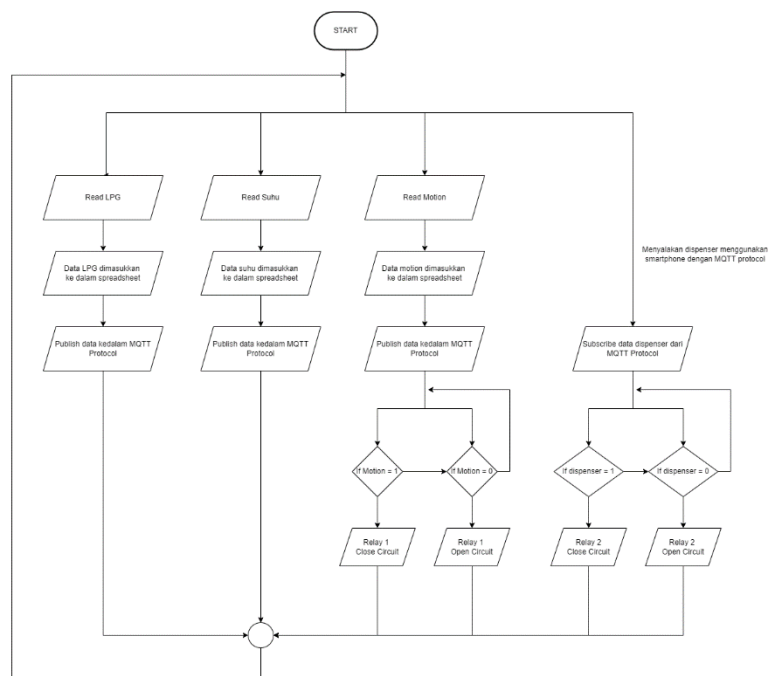 START
Read LPG
Read Suhu
Read Motion
Data LPG dimasukkan
ke dalam spreadsheet
Data suhu dimasukkan
ke dalam spreadsheet
Data motion dimasukkan
ke dalam spreadsheet
Menyalakan dispenser menggunakan
smartphone dengan MQTT protocol
Publish data kedalam MQTT
Protocol
Publish data kedalam MQTT
Protocol
Publish data kedalam MQTT
Protocol
Subscribe data dispenser dari
MQTT Protocol
If Motion = 1
If Motion = 0
If dispenser = 1
If dispenser = 0
Relay 1
Close Circuit
Relay 1
Open Circuit
Relay 2
Close Circuit
Relay 2
Open Circuit